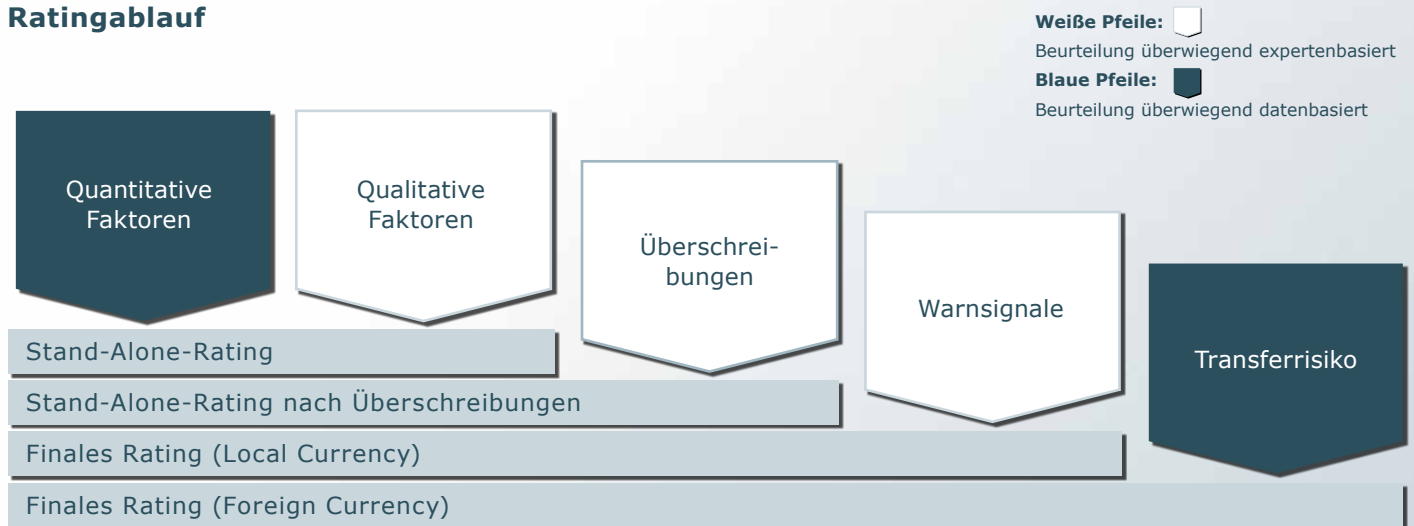 Ratingablauf
Weiße Pfeile:
Beurteilung überwiegend expertenbasiert
Blaue Pfeile:
Beurteilung überwiegend datenbasiert
Quantitative
Faktoren
Qualitative
Faktoren
Überschrei-
bungen
Warnsignale
Transferrisiko
Stand-Alone-Rating
Stand-Alone-Rating nach Überschreibungen
Finales Rating (Local Currency)
Finales Rating (Foreign Currency)